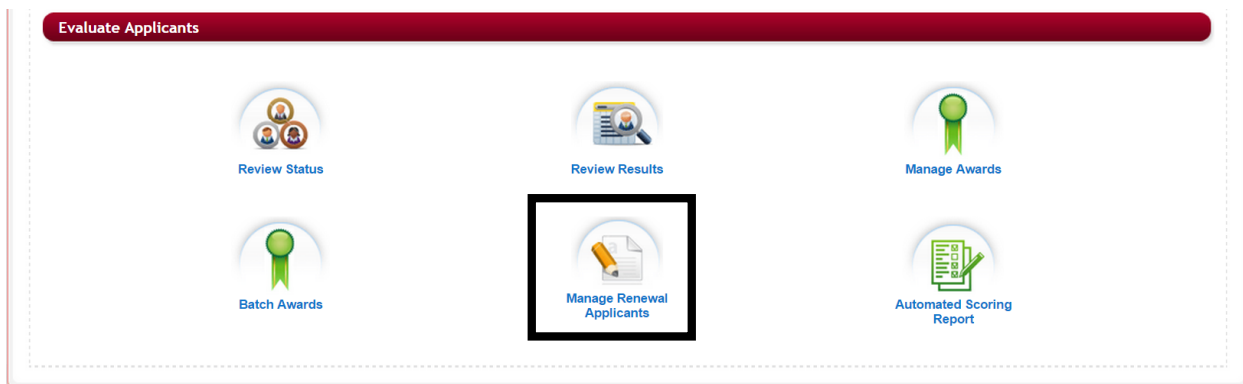 Evaluate Applicants
Review Status
Review Results
Manage Awards
Batch Awards
Manage Renewal
Applicants
Automated Scoring
Report